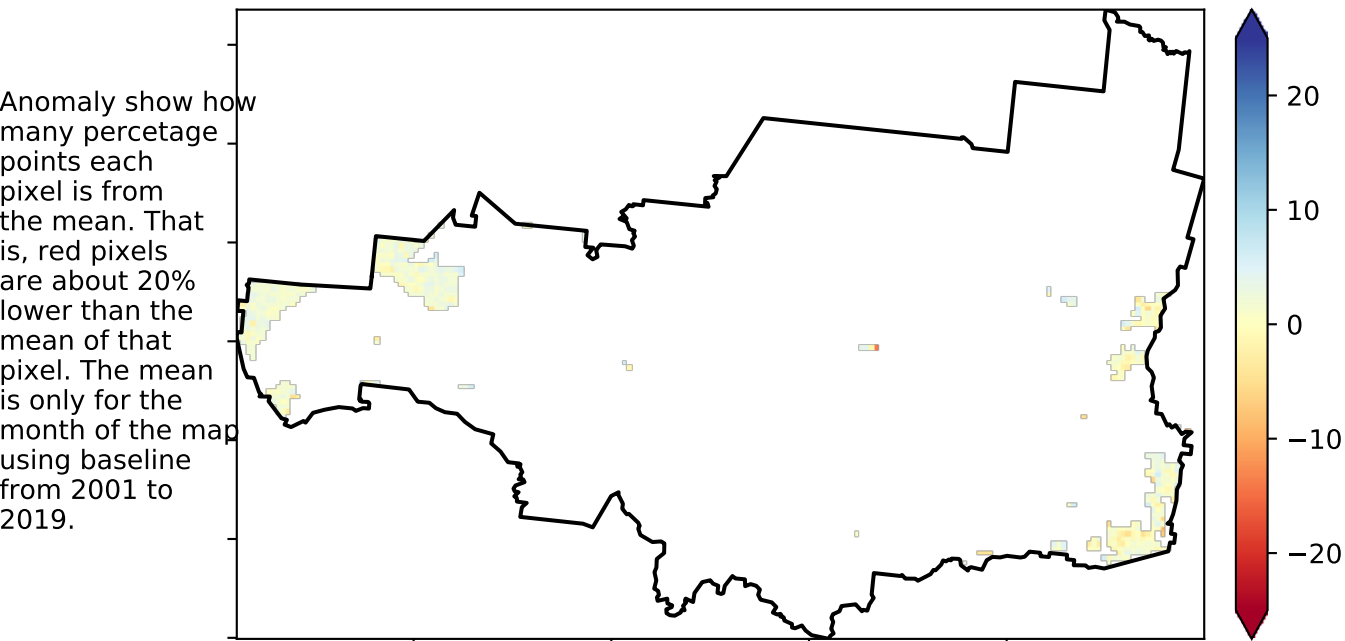 Anomaly show how
many percetage
points each
pixel is from
the mean. That
is, red pixels
are about 20%
lower than the
mean of that
pixel. The mean
is only for the
month of the map
using baseline
from 2001 to
2019.
20
10
0
−10
−20